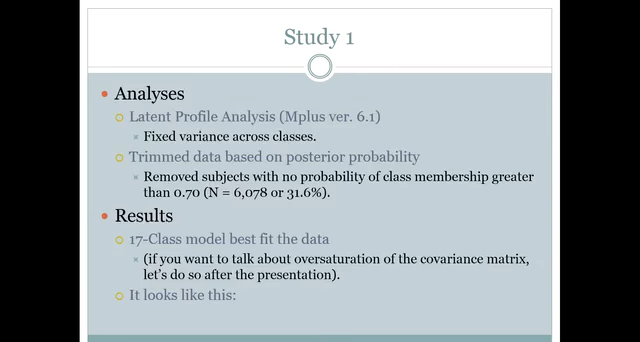 Study 1
Analyses
Latent Profile Analysis (Mplus ver. 6.1)
Fixed variance across classes.
Trimmed data based on posterior probability
Removed subjects with no probability of class membership greater
than 0.70 (N = 6,078 or 31.6%).
Results
17-Class model best fit the data
(if you want to talk about oversaturation of the covariance matrix,
let's do so after the presentation).
It looks like this: